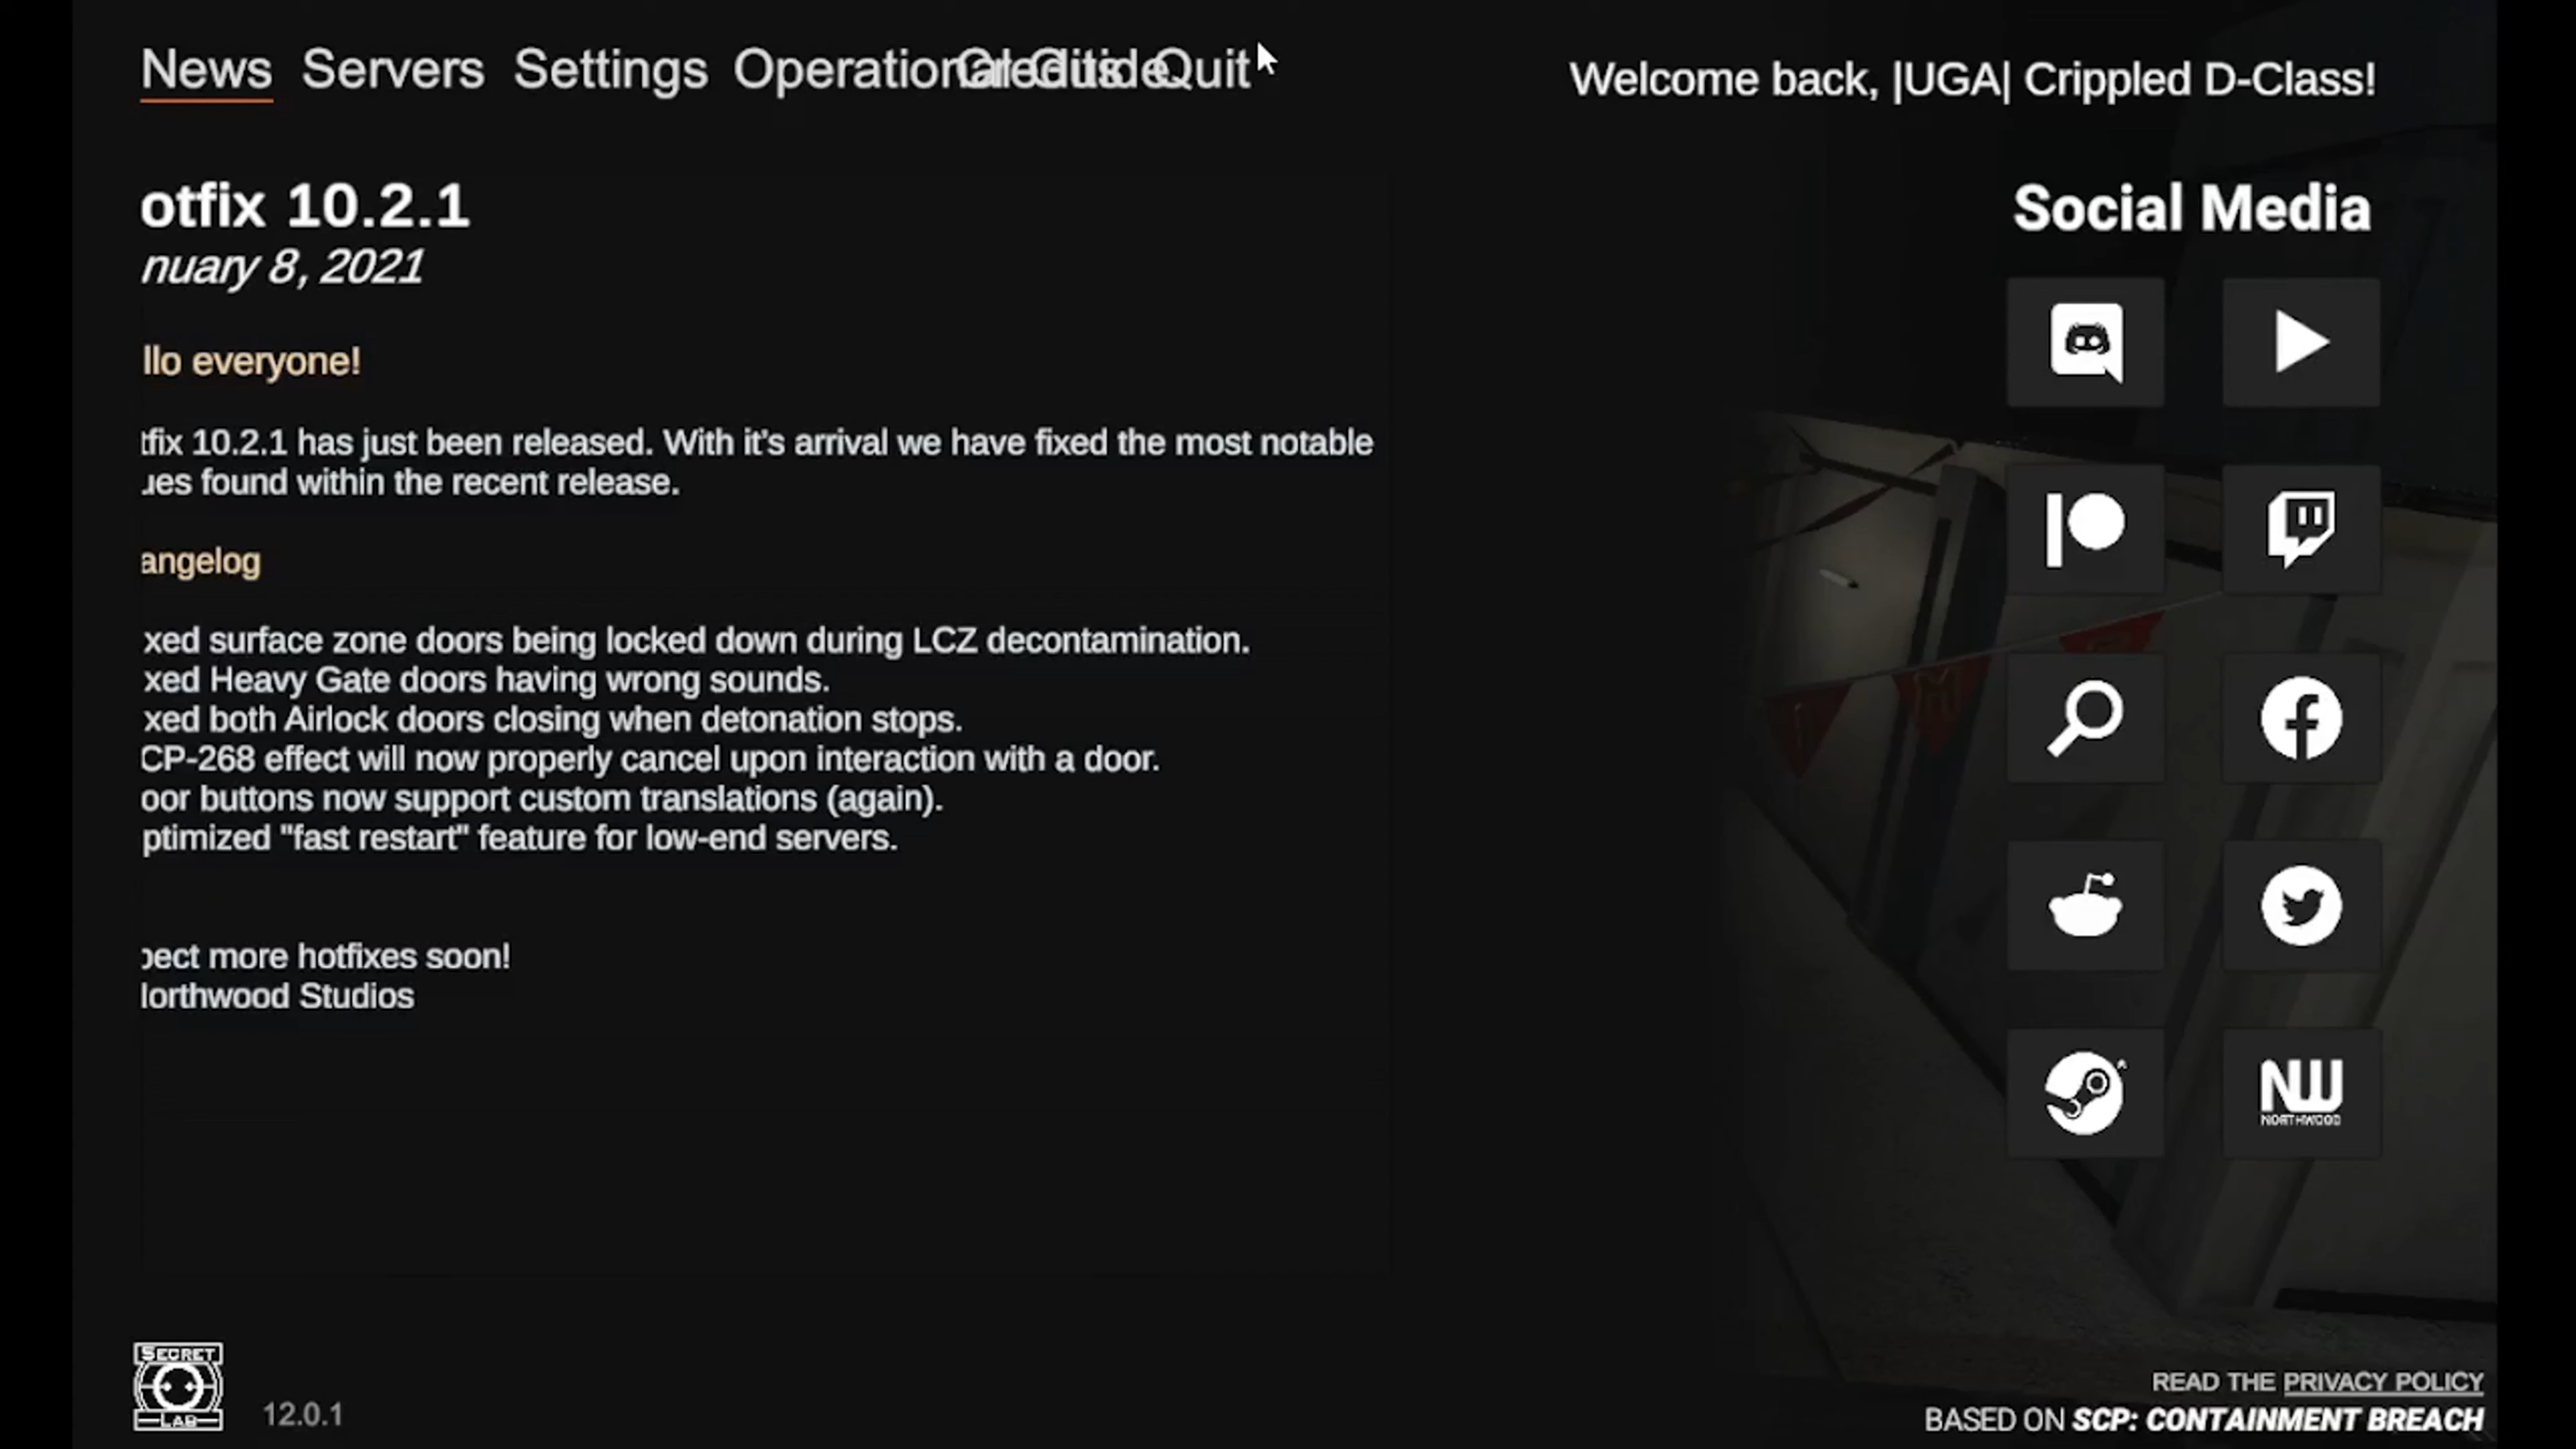 News Servers Settings Operational Guide Credits Quit
Welcome back, |UGA| Crippled D-Class!
otfix 10.2.1
nuary 8, 2021
llo everyone!
tfix 10.2.1 has just been released. With it's arrival we have fixed the most notable
ues found within the recent release.
angelog
xed surface zone doors being locked down during LCZ decontamination.
xed Heavy Gate doors having wrong sounds.
xed both Airlock doors closing when detonation stops.
CP-268 effect will now properly cancel upon interaction with a door.
oor buttons now support custom translations (again).
ptimized "fast restart" feature for low-end servers.
pect more hotfixes soon!
Northwood Studios
Social Media
NW
NORTHWOOD
SECRET
LAB
12.0.1
READ THE PRIVACY POLICY
BASED ON SCP: CONTAINMENT BREACH